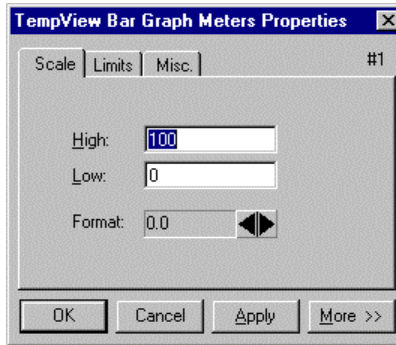 TempView Bar Graph Meters Properties
Scale Limits Misc. #1
High: 100
Low: 0
Format: 0.0
OK Cancel Apply More >>